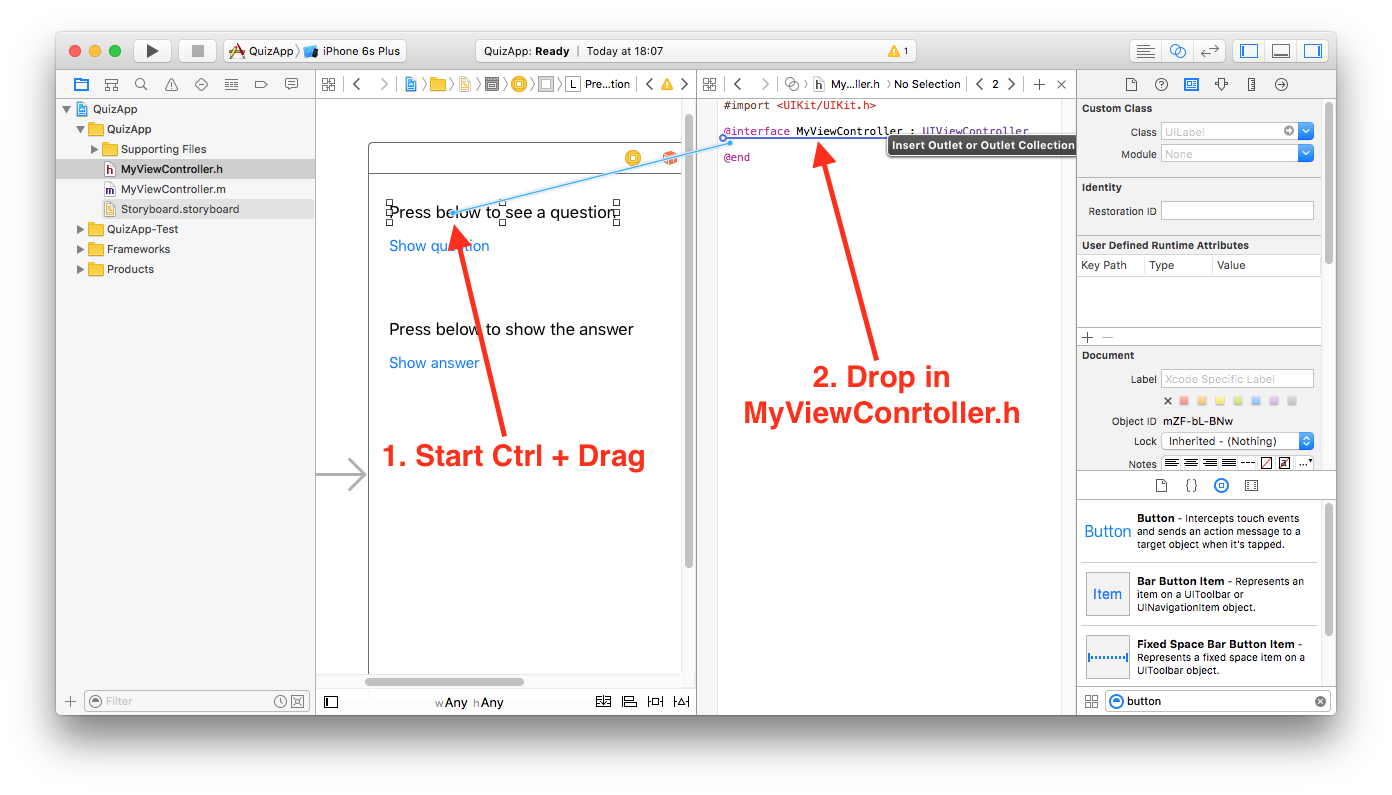 QuizApp
iPhone 6s Plus
QuizApp: Ready | Today at 18:07
1
L Pre...tion
My...ller.h
No Selection
2
QuizApp
QuizApp
Supporting Files
h MyViewController.h
m MyViewController.m
Storyboard.storyboard
QuizApp-Test
Frameworks
Products
Filter
Press below to see a question
Show question
Press below to show the answer
Show answer
1. Start Ctrl + Drag
wAny hAny
#import <UIKit/UIKit.h>
@interface MyViewController : UIViewController
Insert Outlet or Outlet Collection
@end
2. Drop in
MyViewConrtoller.h
Custom Class
Class UILabel
Module None
Identity
Restoration ID
User Defined Runtime Attributes
Key Path Type Value
Document
Label Xcode Specific Label
Object ID mZF-bL-BNw
Lock Inherited - (Nothing)
Notes
Button
Button - Intercepts touch events
and sends an action message to a
target object when it's tapped.
Item
Bar Button Item - Represents an
item on a UIToolbar or
UINavigationItem object.
Fixed Space Bar Button Item -
Represents a fixed space item on a
UIToolbar object.
button